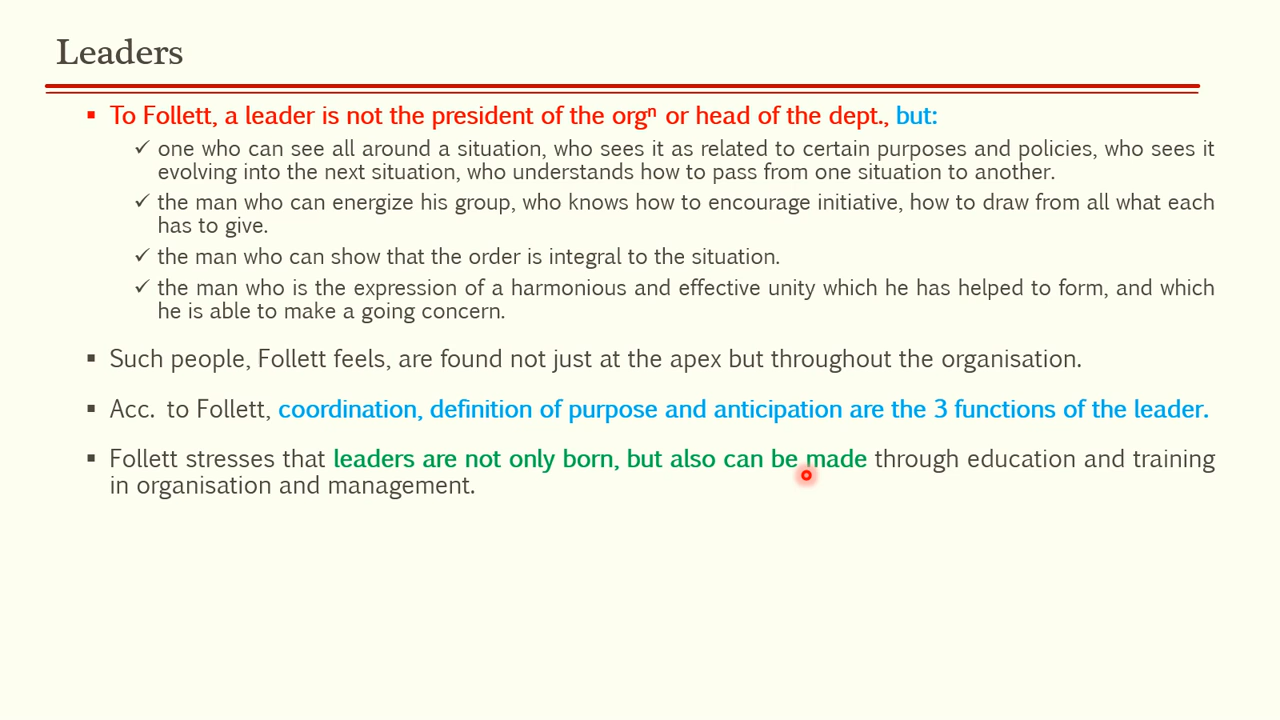 Leaders
▪ To Follett, a leader is not the president of the orgⁿ or head of the dept., but:
✓ one who can see all around a situation, who sees it as related to certain purposes and policies, who sees it
evolving into the next situation, who understands how to pass from one situation to another.
✓ the man who can energize his group, who knows how to encourage initiative, how to draw from all what each
has to give.
✓ the man who can show that the order is integral to the situation.
✓ the man who is the expression of a harmonious and effective unity which he has helped to form, and which
he is able to make a going concern.
▪ Such people, Follett feels, are found not just at the apex but throughout the organisation.
▪ Acc. to Follett, coordination, definition of purpose and anticipation are the 3 functions of the leader.
▪ Follett stresses that leaders are not only born, but also can be made through education and training
in organisation and management.